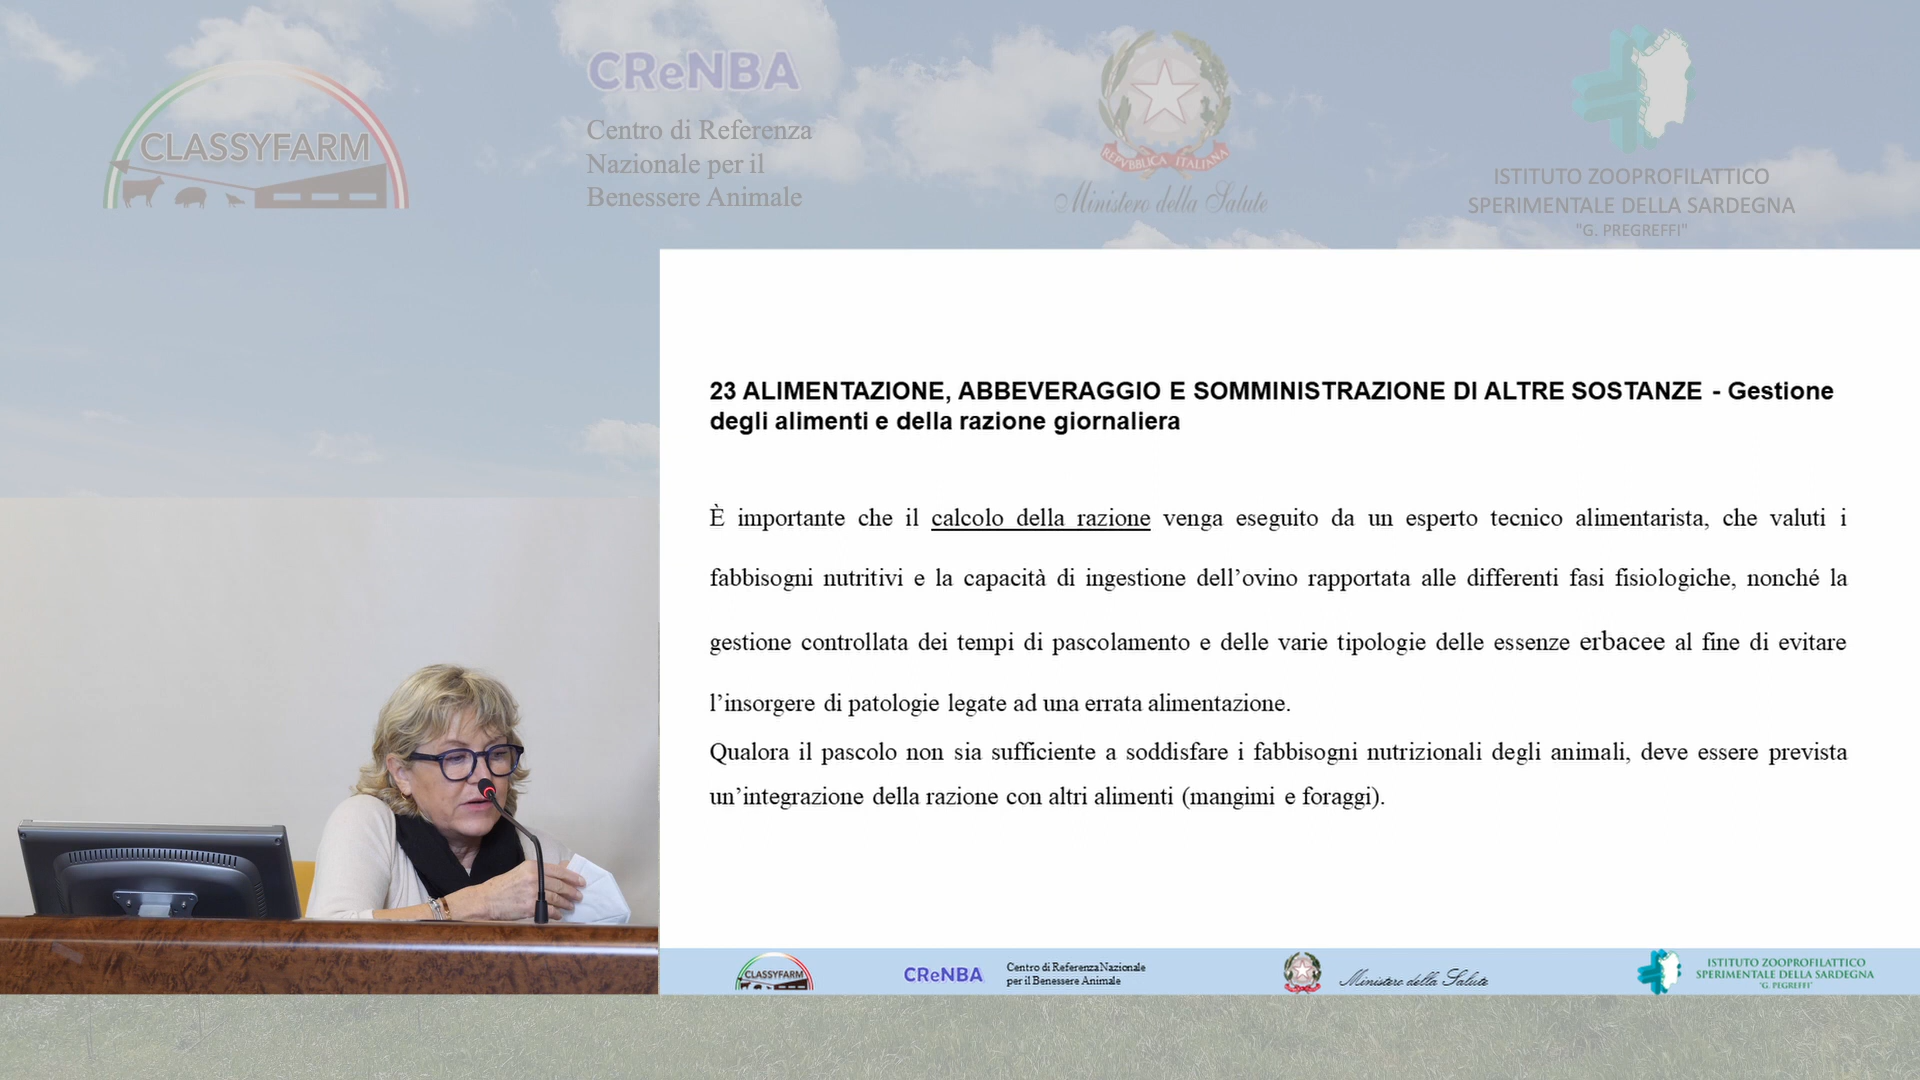 CLASSYFARM
CReNBA
Centro di Referenza
Nazionale per il
Benessere Animale
REPVBBLICA ITALIANA
Ministero della Salute
ISTITUTO ZOOPROFILATTICO
SPERIMENTALE DELLA SARDEGNA
"G. PREGREFFI"
23 ALIMENTAZIONE, ABBEVERAGGIO E SOMMINISTRAZIONE DI ALTRE SOSTANZE - Gestione
degli alimenti e della razione giornaliera
È importante che il calcolo della razione venga eseguito da un esperto tecnico alimentarista, che valuti i
fabbisogni nutritivi e la capacità di ingestione dell’ovino rapportata alle differenti fasi fisiologiche, nonché la
gestione controllata dei tempi di pascolamento e delle varie tipologie delle essenze erbacee al fine di evitare
l’insorgere di patologie legate ad una errata alimentazione.
Qualora il pascolo non sia sufficiente a soddisfare i fabbisogni nutrizionali degli animali, deve essere prevista
un’integrazione della razione con altri alimenti (mangimi e foraggi).
CLASSYFARM
CReNBA
Centro di Referenza Nazionale
per il Benessere Animale
Ministero della Salute
ISTITUTO ZOOPROFILATTICO
SPERIMENTALE DELLA SARDEGNA
"G. PEGREFFI"